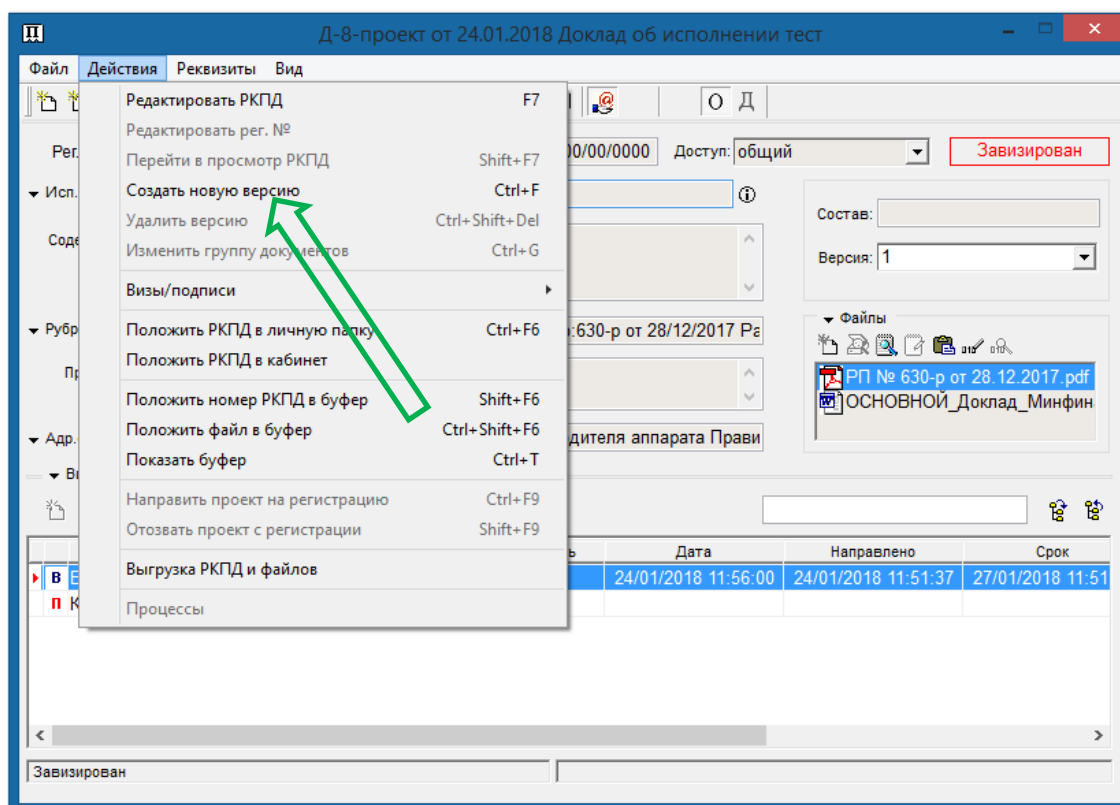 Д-8-проект от 24.01.2018 Доклад об исполнении тест
Файл Действия Реквизиты Вид
О Д
Редактировать РКПД F7
Редактировать рег. №
Перейти в просмотр РКПД Shift+F7
Создать новую версию Ctrl+F
Удалить версию Ctrl+Shift+Del
Изменить группу документов Ctrl+G
Визы/подписи
Положить РКПД в личную папку Ctrl+F6
Положить РКПД в кабинет
Положить номер РКПД в буфер Shift+F6
Положить файл в буфер Ctrl+Shift+F6
Показать буфер Ctrl+T
Направить проект на регистрацию Ctrl+F9
Отозвать проект с регистрации Shift+F9
Выгрузка РКПД и файлов
Процессы
Рег.
00/00/0000 Доступ: общий Завизирован
Исп.
Состав:
Соде
Версия: 1
Рубр
:630-р от 28/12/2017 Ра
Файлы
Пр
РП № 630-р от 28.12.2017.pdf
ОСНОВНОЙ_Доклад_Минфин
Адр.
дителя аппарата Прави
Ви
ь Дата Направлено Срок
В Е 24/01/2018 11:56:00 24/01/2018 11:51:37 27/01/2018 11:51
П К
Завизирован